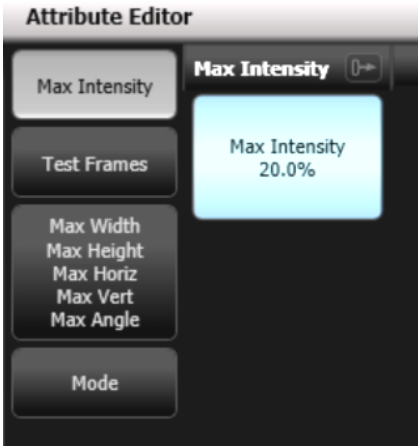 Attribute Editor
Max Intensity
Test Frames
Max Width
Max Height
Max Horiz
Max Vert
Max Angle
Mode
Max Intensity
Max Intensity
20.0%